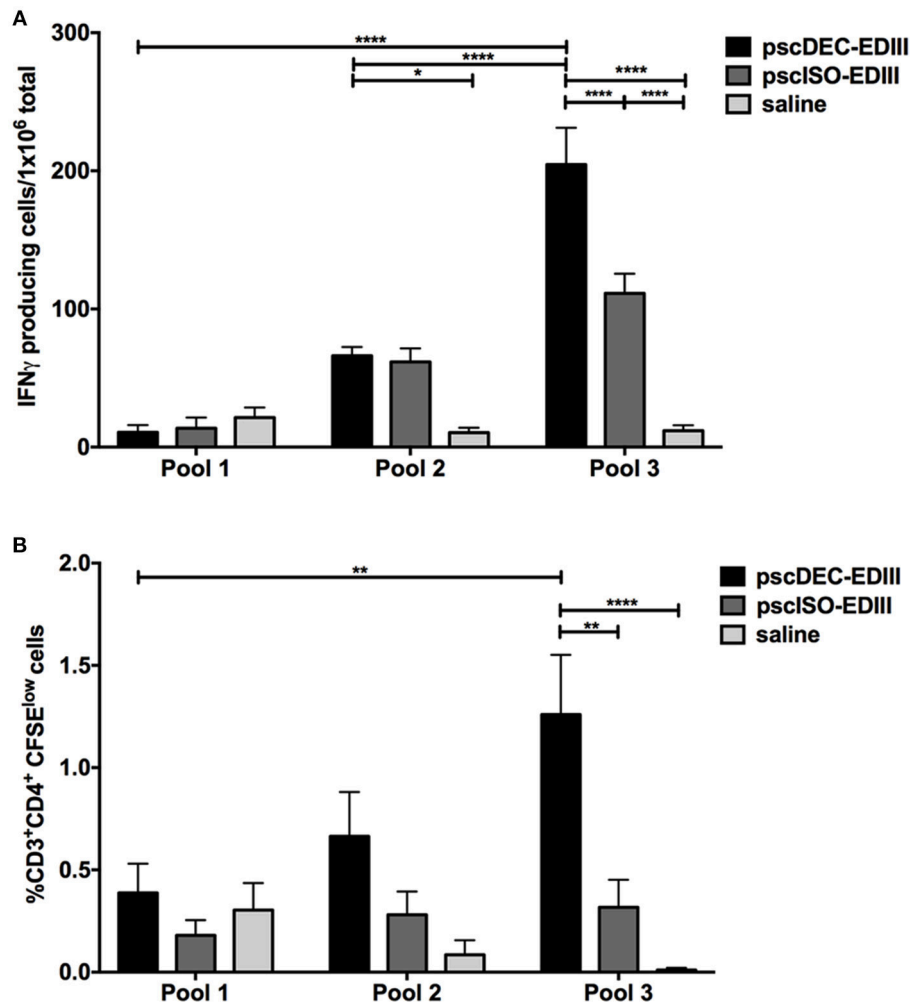 A
300
200
100
0
IFNγ producing cells/1x10⁶ total
****
****
*
****
**** ****
pscDEC-EDIII
pscISO-EDIII
saline
Pool 1 Pool 2 Pool 3
B
2.0
1.5
1.0
0.5
0.0
%CD3⁺CD4⁺ CFSEˡᵒʷ cells
**
****
**
pscDEC-EDIII
pscISO-EDIII
saline
Pool 1 Pool 2 Pool 3